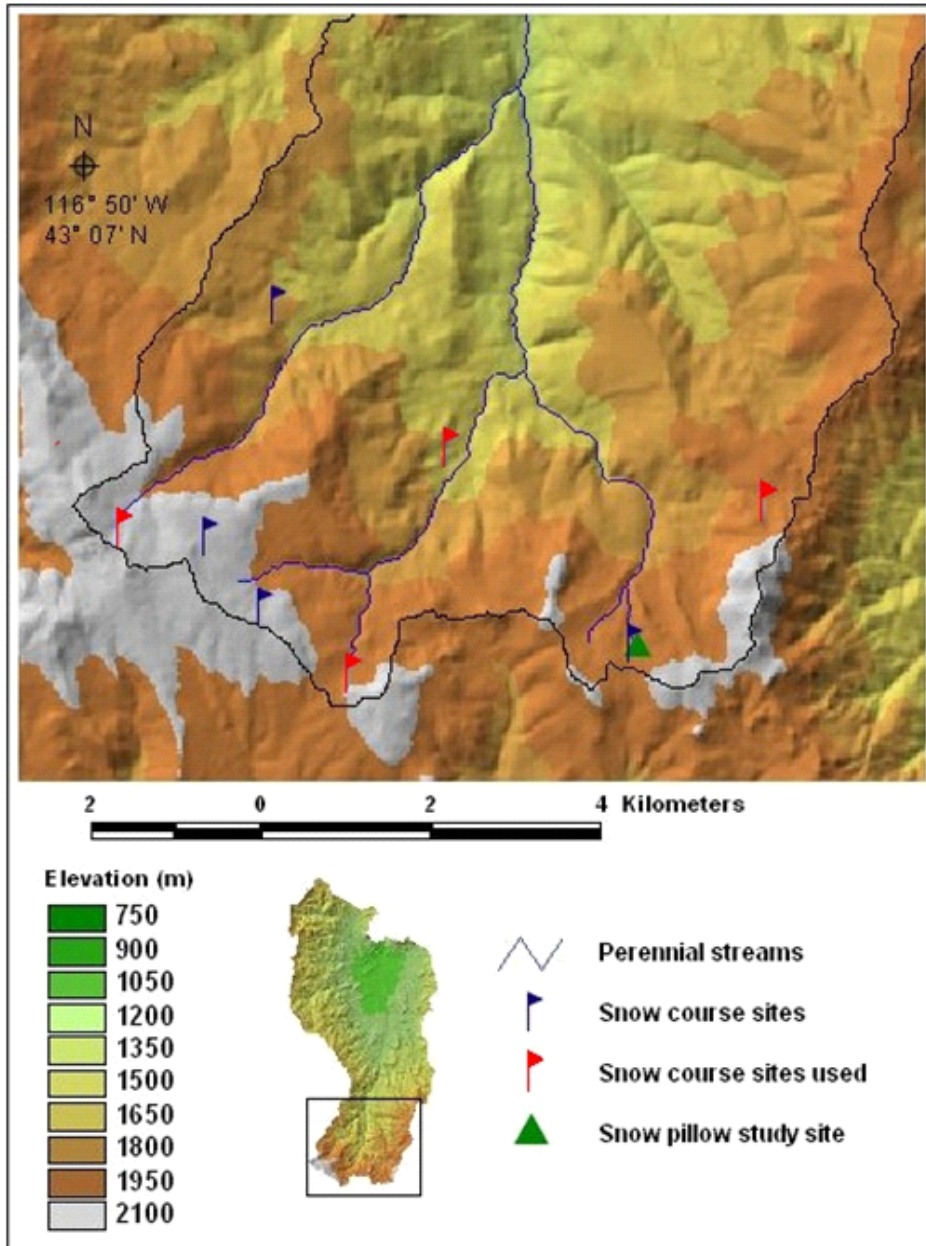 N
116° 50' W
43° 07' N
2 0 2 4 Kilometers
Elevation (m)
750
900
1050
1200
1350
1500
1650
1800
1950
2100
Perennial streams
Snow course sites
Snow course sites used
Snow pillow study site